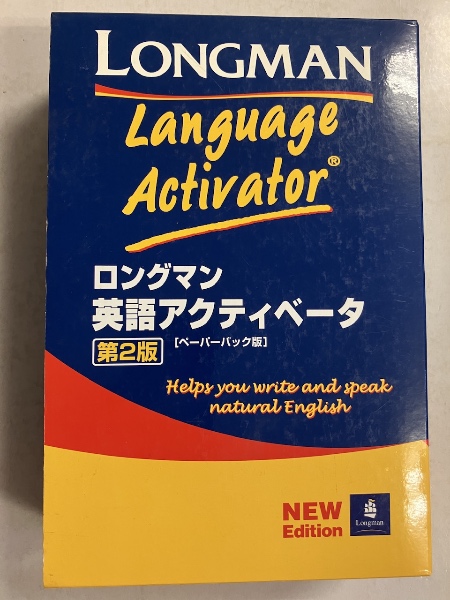 LONGMAN
Language
Activator®
ロングマン
英語アクティベータ
第2版 [ペーパーバック版]
Helps you write and speak
natural English
NEW
Edition
Longman